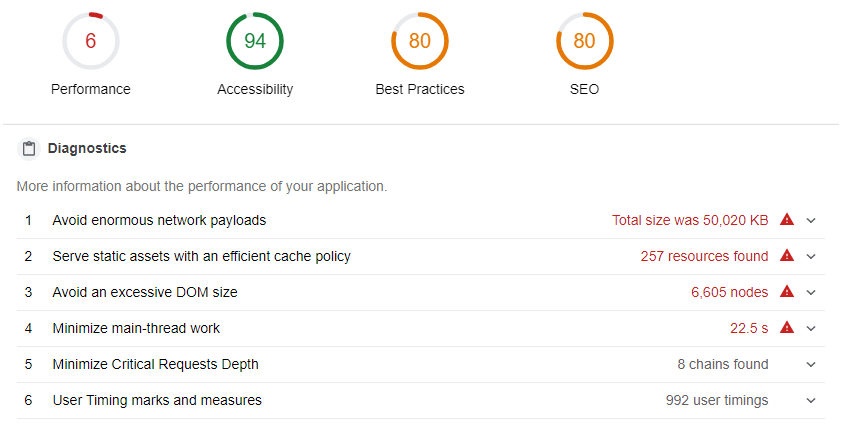 6 94 80 80
Performance Accessibility Best Practices SEO
Diagnostics
More information about the performance of your application.
1 Avoid enormous network payloads Total size was 50,020 KB
2 Serve static assets with an efficient cache policy 257 resources found
3 Avoid an excessive DOM size 6,605 nodes
4 Minimize main-thread work 22.5 s
5 Minimize Critical Requests Depth 8 chains found
6 User Timing marks and measures 992 user timings